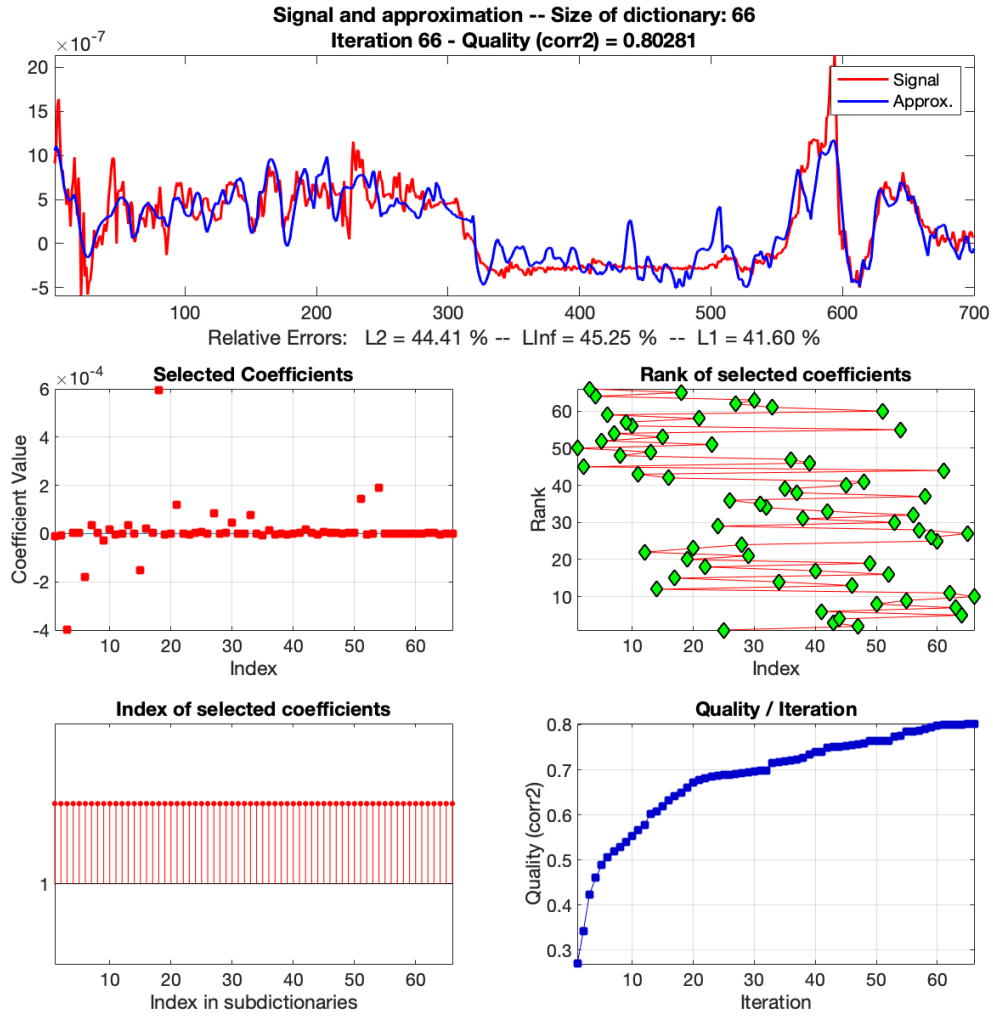 Signal and approximation -- Size of dictionary: 66
Iteration 66 - Quality (corr2) = 0.80281
×10⁻⁷
20
15
10
5
0
-5
Signal
Approx.
100 200 300 400 500 600 700
Relative Errors: L2 = 44.41 % -- LInf = 45.25 % -- L1 = 41.60 %
Selected Coefficients
×10⁻⁴
6
4
2
0
-2
-4
Coefficient Value
10 20 30 40 50 60
Index
Rank of selected coefficients
60
50
40
30
20
10
Rank
10 20 30 40 50 60
Index
Index of selected coefficients
1
10 20 30 40 50 60
Index in subdictionaries
Quality / Iteration
0.8
0.7
0.6
0.5
0.4
0.3
Quality (corr2)
10 20 30 40 50 60
Iteration